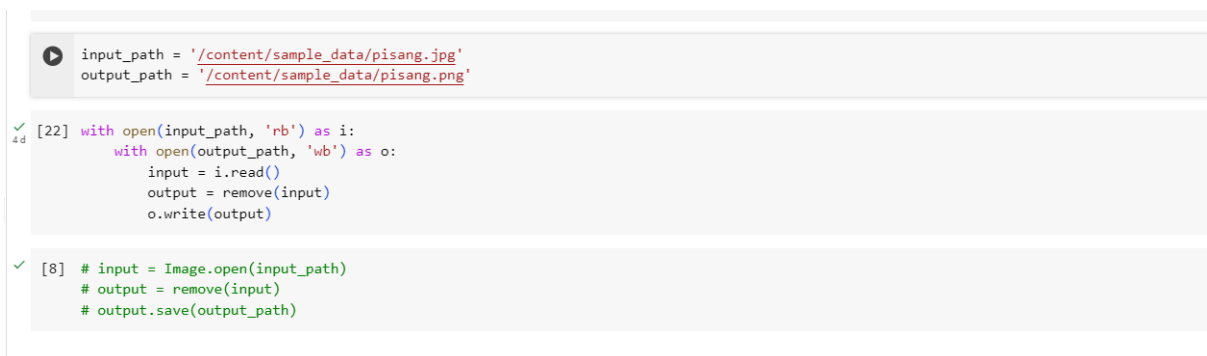 input_path = '/content/sample_data/pisang.jpg'
output_path = '/content/sample_data/pisang.png'
[22] with open(input_path, 'rb') as i:
with open(output_path, 'wb') as o:
4 d
input = i.read()
output = remove(input)
o.write(output)
[8] # input = Image.open(input_path)
# output = remove(input)
# output.save(output_path)